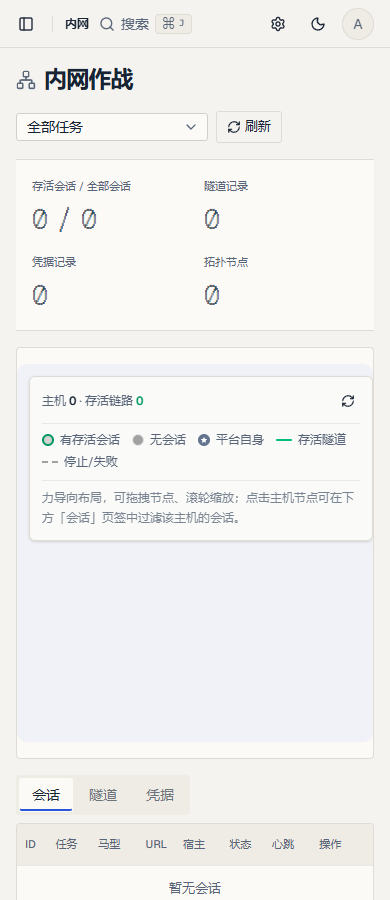 内网 搜索 ⌘ J A
内网作战
全部任务 刷新
存活会话 / 全部会话 隧道记录
0 / 0 0
凭据记录 拓扑节点
0 0
主机 0 · 存活链路 0
有存活会话 无会话 平台自身 存活隧道
停止/失败
力导向布局，可拖拽节点、滚轮缩放；点击主机节点可在下
方「会话」页签中过滤该主机的会话。
会话 隧道 凭据
ID 任务 马型 URL 宿主 状态 心跳 操作
暂无会话